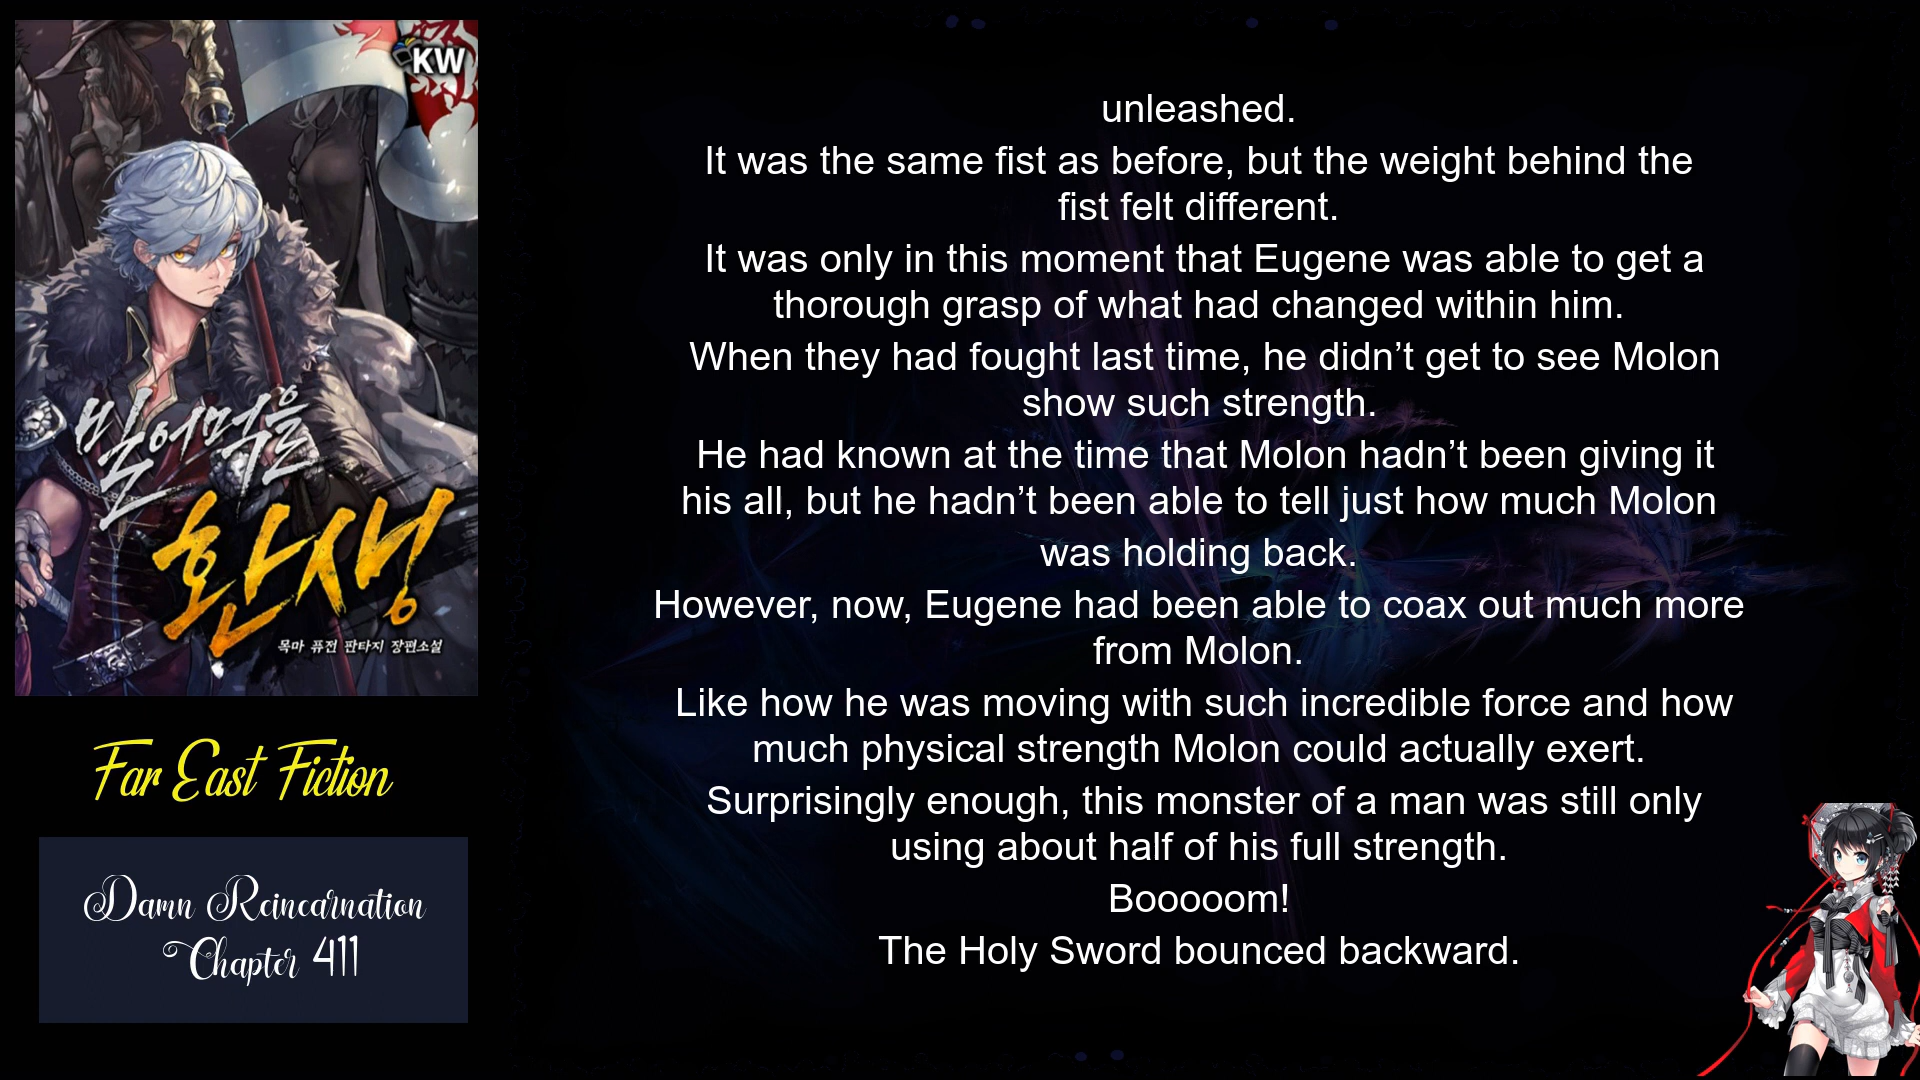 KW
빌어먹을
환생
목마 퓨전 판타지 장편소설
Far East Fiction
Damn Reincarnation
Chapter 411
unleashed.
It was the same fist as before, but the weight behind the
fist felt different.
It was only in this moment that Eugene was able to get a
thorough grasp of what had changed within him.
When they had fought last time, he didn’t get to see Molon
show such strength.
He had known at the time that Molon hadn’t been giving it
his all, but he hadn’t been able to tell just how much Molon
was holding back.
However, now, Eugene had been able to coax out much more
from Molon.
Like how he was moving with such incredible force and how
much physical strength Molon could actually exert.
Surprisingly enough, this monster of a man was still only
using about half of his full strength.
Booooom!
The Holy Sword bounced backward.